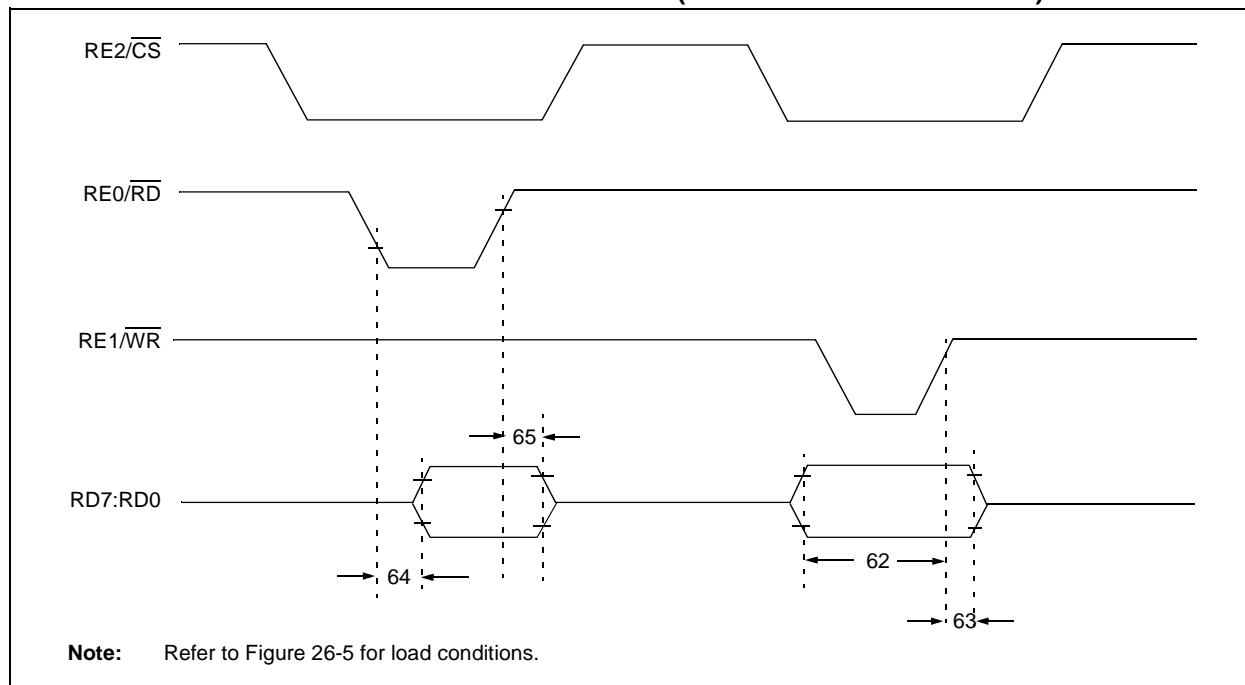 RE2/CS
RE0/RD
RE1/WR
65
RD7:RD0
64
62
63
Note: Refer to Figure 26-5 for load conditions.